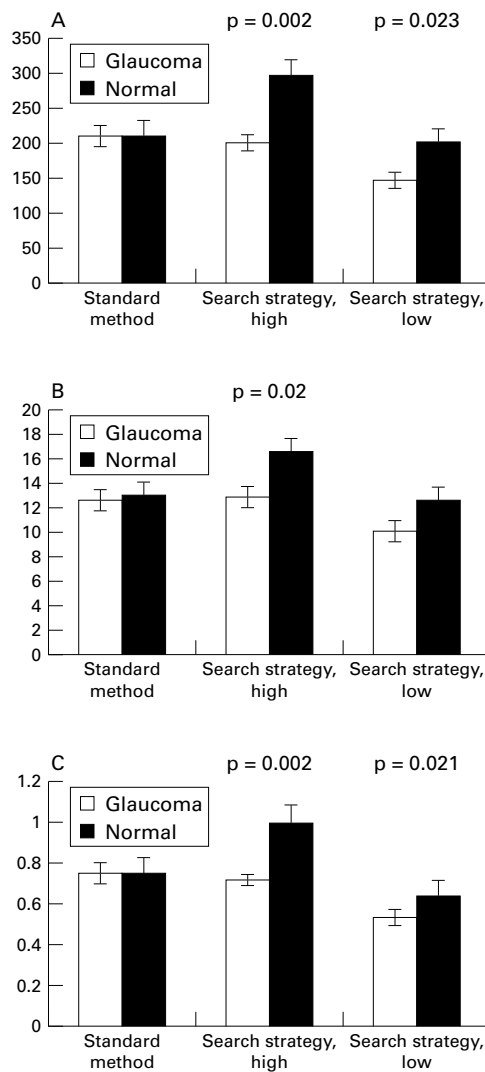 A
p = 0.002
p = 0.023
350
300
250
200
150
100
50
0
Glaucoma
Normal
Standard
method
Search strategy,
high
Search strategy,
low
B
p = 0.02
20
18
16
14
12
10
8
6
4
2
0
Glaucoma
Normal
Standard
method
Search strategy,
high
Search strategy,
low
C
p = 0.002
p = 0.021
1.2
1
0.8
0.6
0.4
0.2
0
Glaucoma
Normal
Standard
method
Search strategy,
high
Search strategy,
low